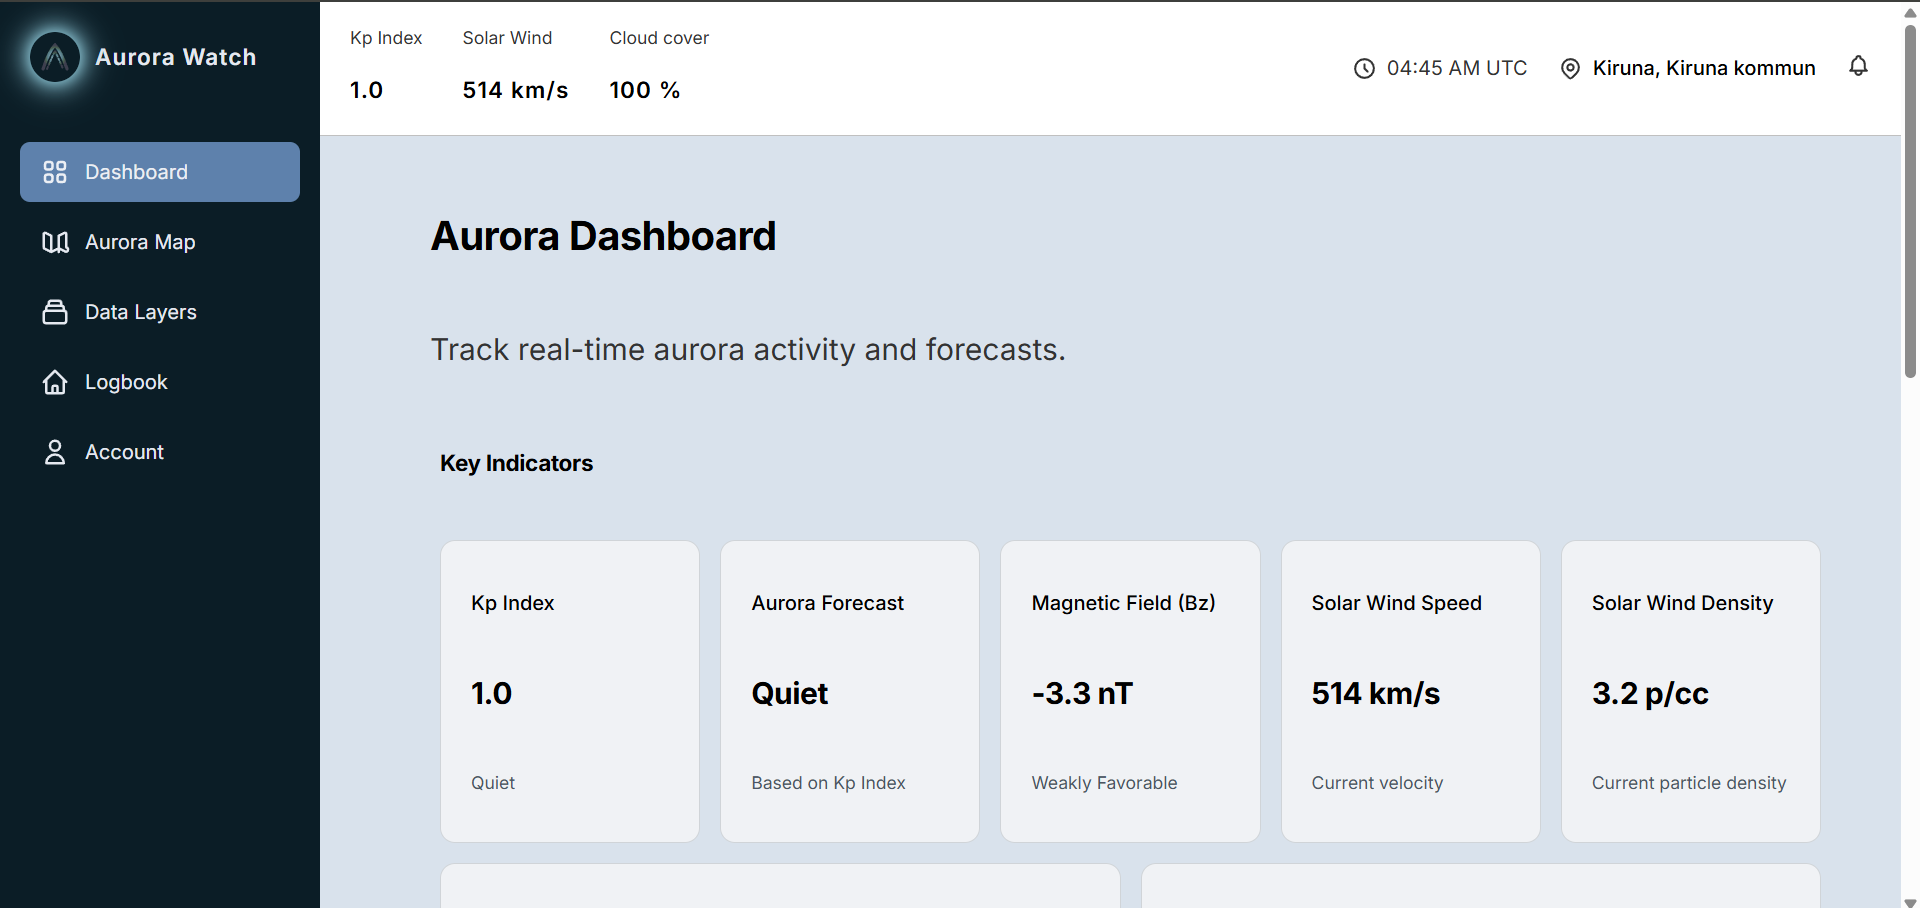 Aurora Watch
Dashboard
Aurora Map
Data Layers
Logbook
Account
Kp Index
1.0
Solar Wind
514 km/s
Cloud cover
100 %
04:45 AM UTC
Kiruna, Kiruna kommun
Aurora Dashboard
Track real-time aurora activity and forecasts.
Key Indicators
Kp Index
1.0
Quiet
Aurora Forecast
Quiet
Based on Kp Index
Magnetic Field (Bz)
-3.3 nT
Weakly Favorable
Solar Wind Speed
514 km/s
Current velocity
Solar Wind Density
3.2 p/cc
Current particle density